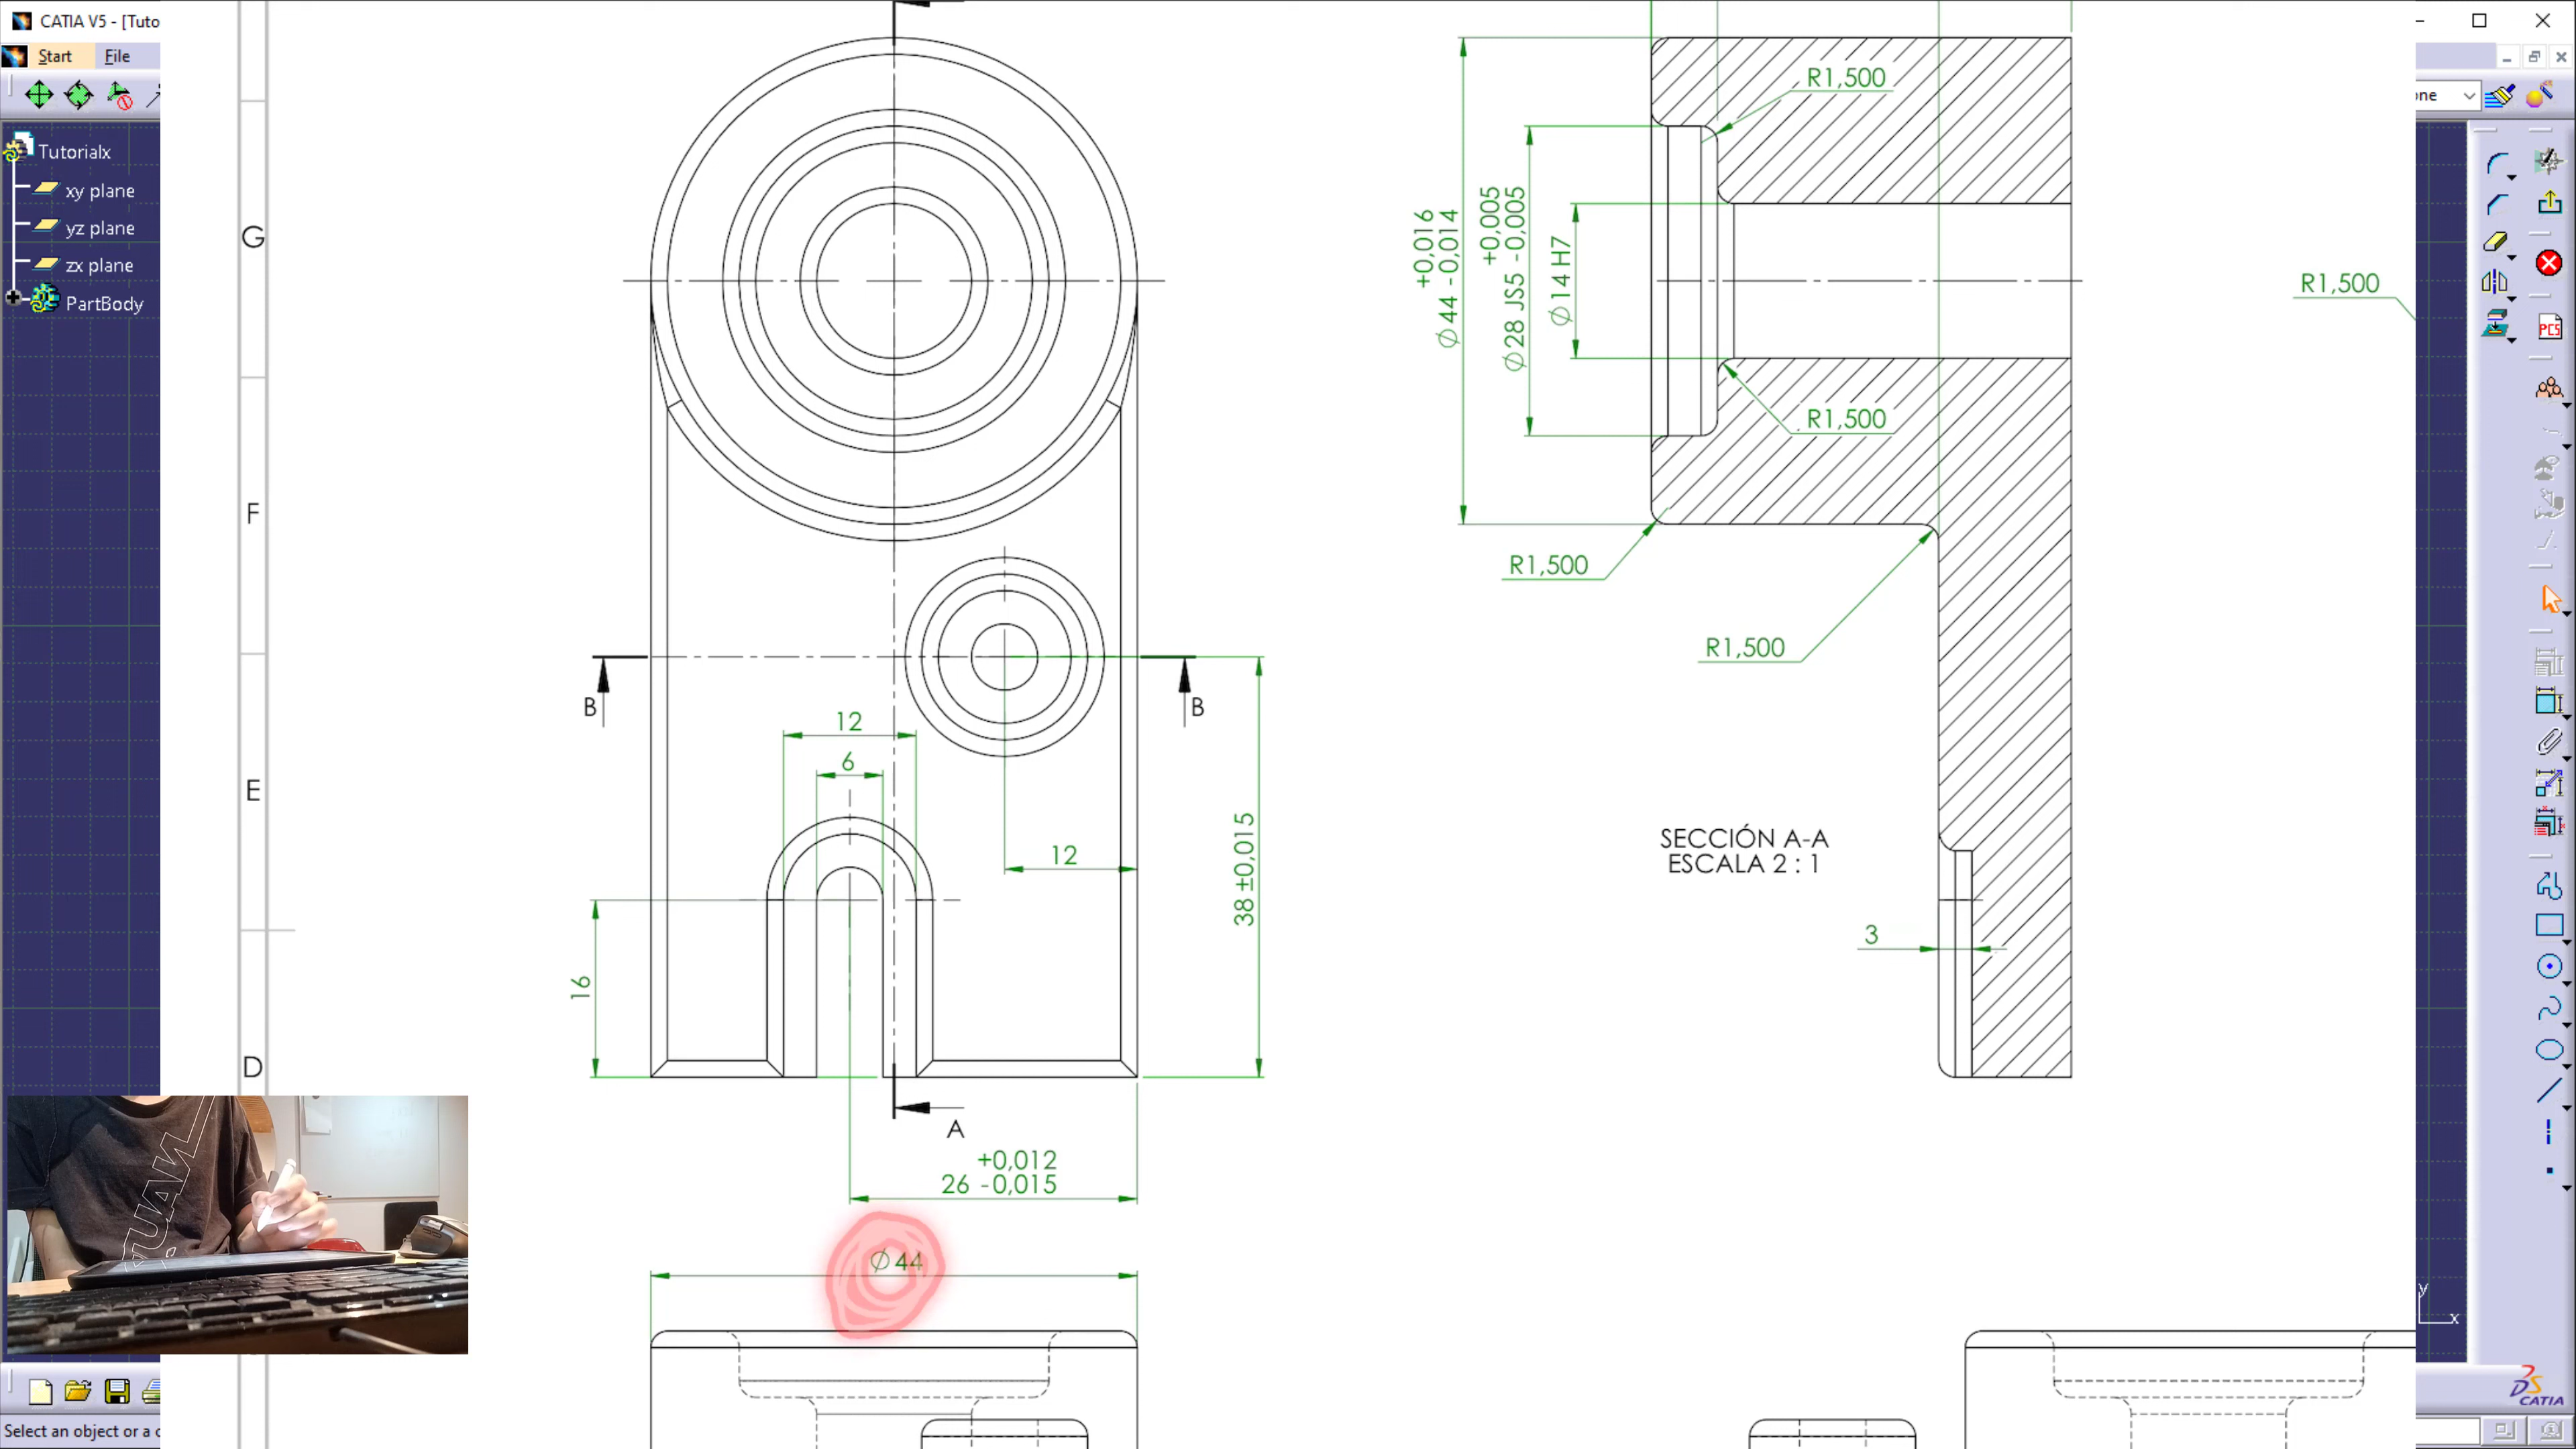 CATIA V5 - [Tuto
Start File
Tutorialx
xy plane
yz plane
zx plane
PartBody
G
F
E
D
B
B
12
6
12
16
38 ±0,015
A
+0,012
26 -0,015
∅ 44
+0,016
∅ 44 -0,014
+0,005
∅ 28 JS5 -0,005
∅ 14 H7
R1,500
R1,500
R1,500
R1,500
SECCIÓN A-A
ESCALA 2 : 1
3
R1,500
one
PCS
y
x
CATIA
Select an object or a c